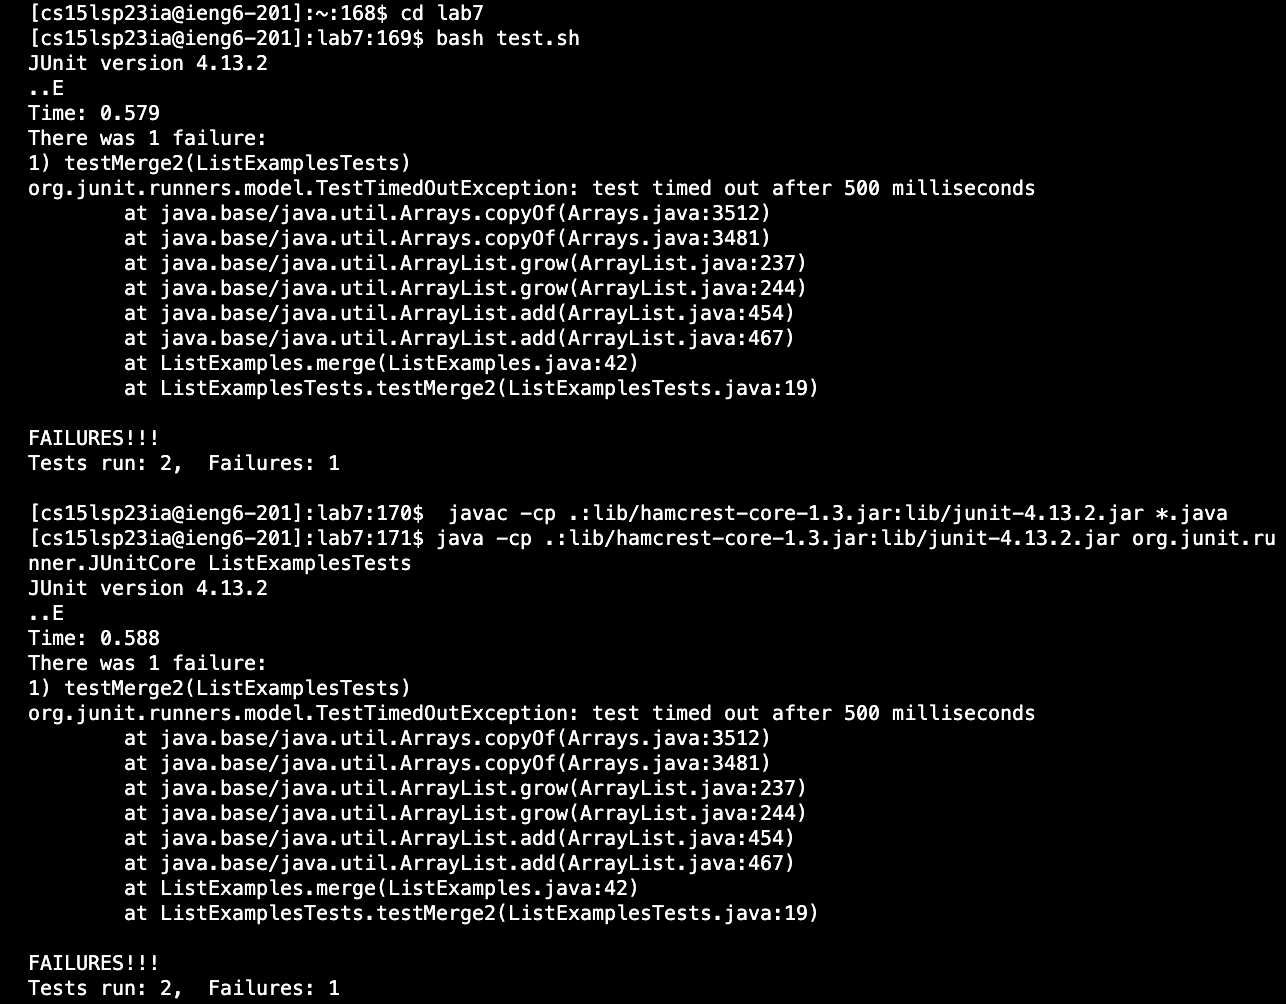 [cs15lsp23ia@ieng6-201]:~:168$ cd lab7
[cs15lsp23ia@ieng6-201]:lab7:169$ bash test.sh
JUnit version 4.13.2
..E
Time: 0.579
There was 1 failure:
1) testMerge2(ListExamplesTests)
org.junit.runners.model.TestTimedOutException: test timed out after 500 milliseconds
        at java.base/java.util.Arrays.copyOf(Arrays.java:3512)
        at java.base/java.util.Arrays.copyOf(Arrays.java:3481)
        at java.base/java.util.ArrayList.grow(ArrayList.java:237)
        at java.base/java.util.ArrayList.grow(ArrayList.java:244)
        at java.base/java.util.ArrayList.add(ArrayList.java:454)
        at java.base/java.util.ArrayList.add(ArrayList.java:467)
        at ListExamples.merge(ListExamples.java:42)
        at ListExamplesTests.testMerge2(ListExamplesTests.java:19)

FAILURES!!!
Tests run: 2,  Failures: 1

[cs15lsp23ia@ieng6-201]:lab7:170$  javac -cp .:lib/hamcrest-core-1.3.jar:lib/junit-4.13.2.jar *.java
[cs15lsp23ia@ieng6-201]:lab7:171$ java -cp .:lib/hamcrest-core-1.3.jar:lib/junit-4.13.2.jar org.junit.ru
nner.JUnitCore ListExamplesTests
JUnit version 4.13.2
..E
Time: 0.588
There was 1 failure:
1) testMerge2(ListExamplesTests)
org.junit.runners.model.TestTimedOutException: test timed out after 500 milliseconds
        at java.base/java.util.Arrays.copyOf(Arrays.java:3512)
        at java.base/java.util.Arrays.copyOf(Arrays.java:3481)
        at java.base/java.util.ArrayList.grow(ArrayList.java:237)
        at java.base/java.util.ArrayList.grow(ArrayList.java:244)
        at java.base/java.util.ArrayList.add(ArrayList.java:454)
        at java.base/java.util.ArrayList.add(ArrayList.java:467)
        at ListExamples.merge(ListExamples.java:42)
        at ListExamplesTests.testMerge2(ListExamplesTests.java:19)

FAILURES!!!
Tests run: 2,  Failures: 1